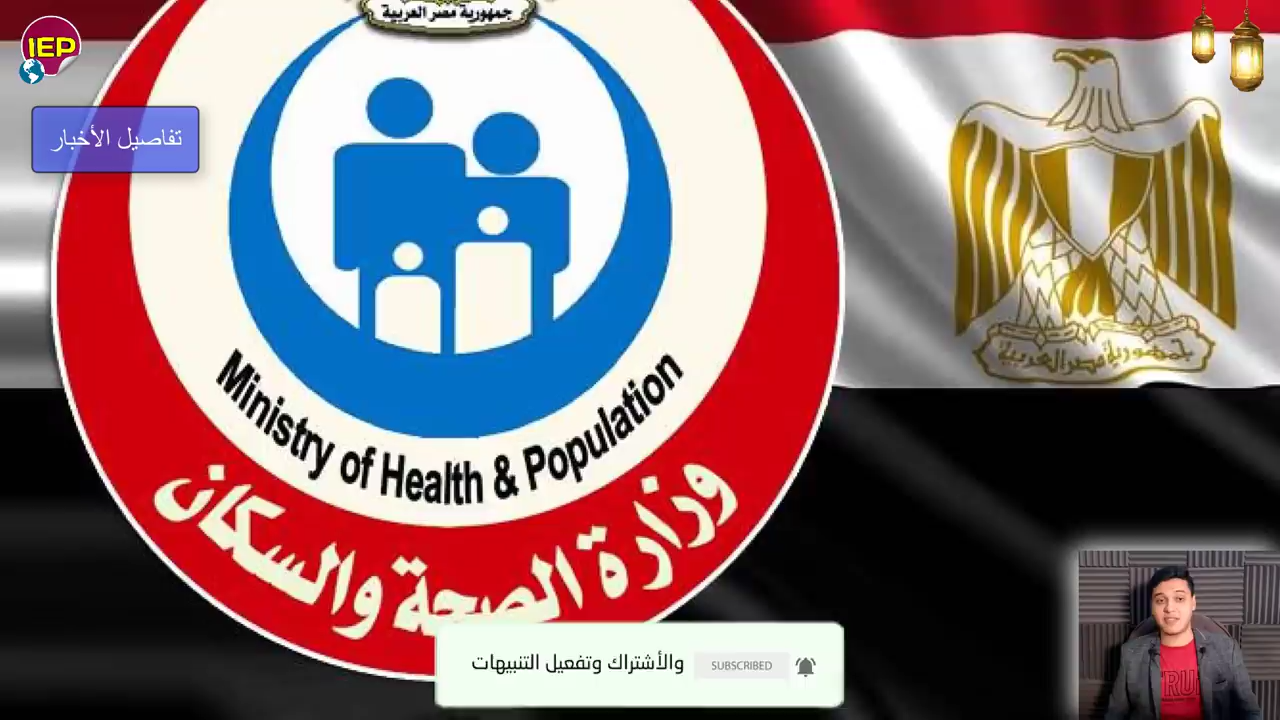 جمهورية مصر العربية
IEP
تفاصيل الأخبار
جمهورية مصر العربية
Ministry of Health & Population
وزارة الصحة والسكان
والأشتراك وتفعيل التنبيهات
SUBSCRIBED
TRU